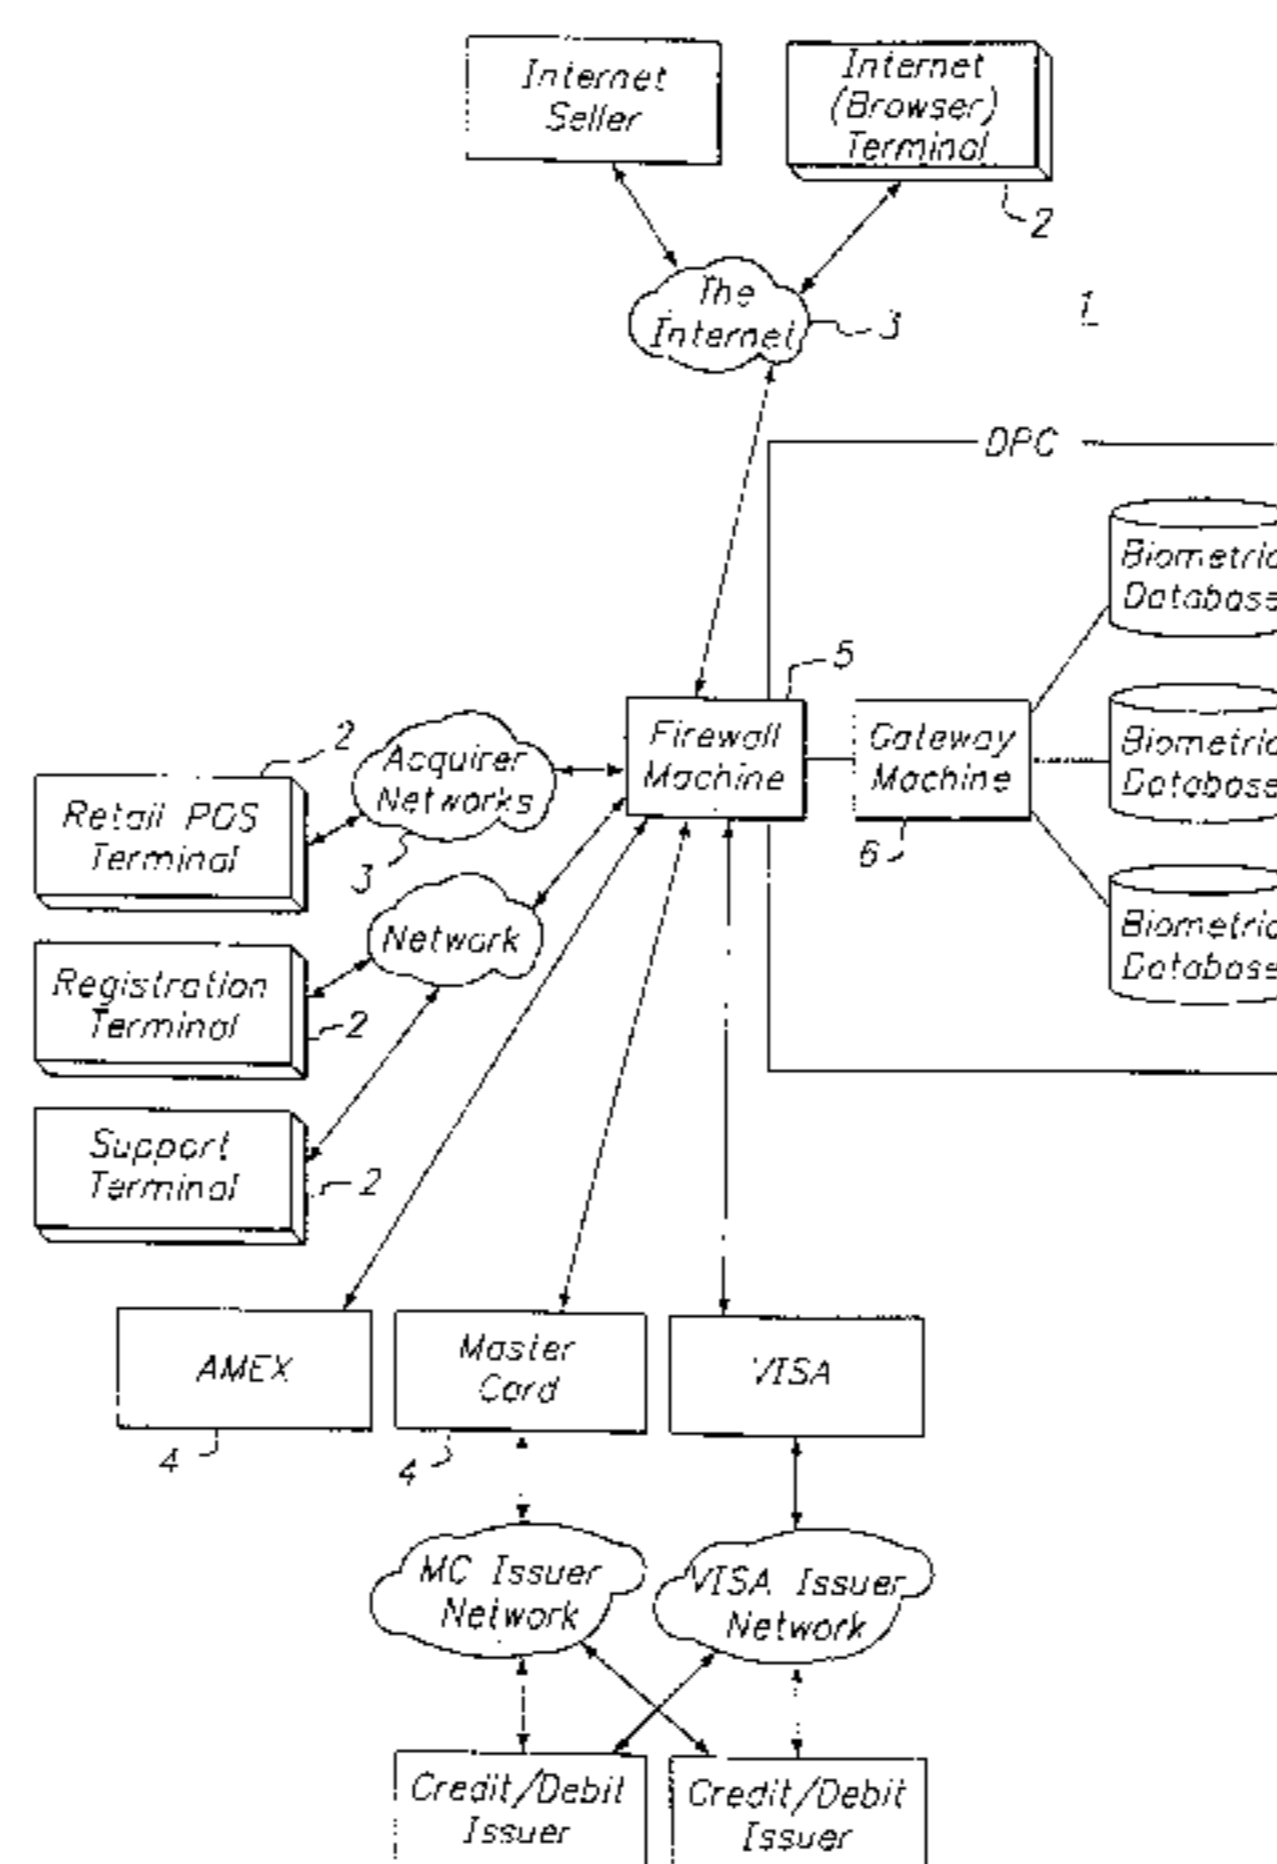 Internet
Seller
Internet
(Browser)
Terminal
2
The
Internet
3
1
DPC
Biometric
Database
5
Firewall
Machine
Gateway
Machine
6
Biometric
Database
Biometric
Database
2
Acquirer
Networks
3
Retail POS
Terminal
Network
Registration
Terminal
2
Support
Terminal
2
AMEX
4
Master
Card
4
VISA
MC Issuer
Network
VISA Issuer
Network
Credit/Debit
Issuer
Credit/Debit
Issuer